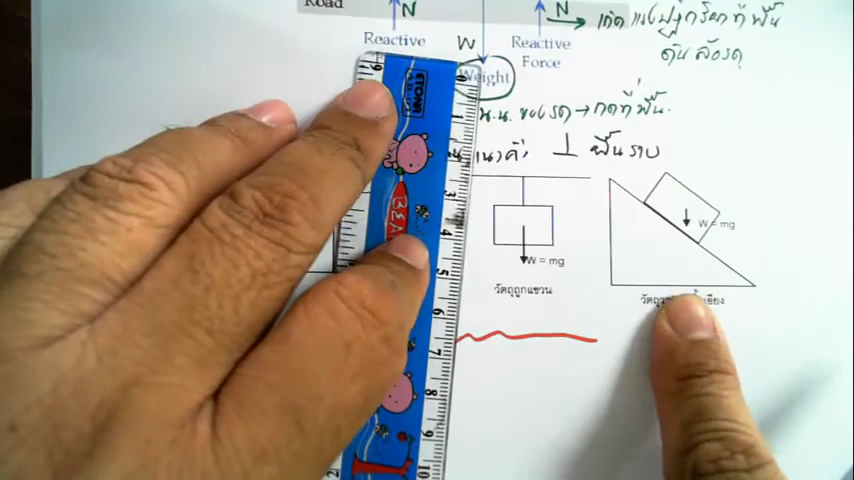 Road
N
N
Reactive
W
Reactive
Force
Weight
เกิดแรงปฏิกิริยาที่พื้น
ดันล้อรถ
น.น. ของรถ → กดที่พื้น.
⊥ พื้นราบ
W = mg
W = mg
วัตถุถูกแขวน